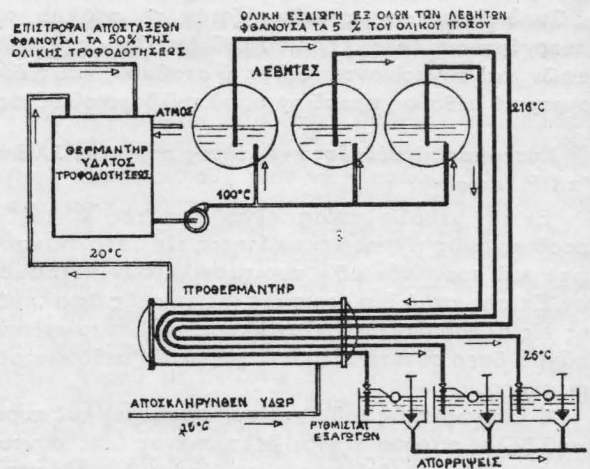 ΕΠΙΣΤΡΟΦΑΙ ΑΠΟΣΤΑΞΕΩΝ
ΦΘΑΝΟΥΣΑΙ ΤΑ 50% ΤΗΣ
ΟΛΙΚΗΣ ΤΡΟΦΟΔΟΤΗΣΕΩΣ
ΟΛΙΚΗ ΕΞΑΓΩΓΗ ΕΞ ΟΛΩΝ ΤΩΝ ΛΕΒΗΤΩΝ
ΦΘΑΝΟΥΣΑ ΤΑ 5 % ΤΟΥ ΟΛΙΚΟΥ ΠΟΣΟΥ
ΛΕΒΗΤΕΣ
ΑΤΜΟΣ
216°C
ΘΕΡΜΑΝΤΗΡ
ΥΔΑΤΟΣ
ΤΡΟΦΟΔΟΤΗΣΕΩΣ
100°C
20°C
ΠΡΟΘΕΡΜΑΝΤΗΡ
25°C
ΑΠΟΣΚΛΗΡΥΝΘΕΝ ΥΔΩΡ
15°C
ΡΥΘΜΙΣΤΑΙ
ΕΞΑΓΩΓΩΝ
ΑΠΟΡΡΙΨΕΙΣ